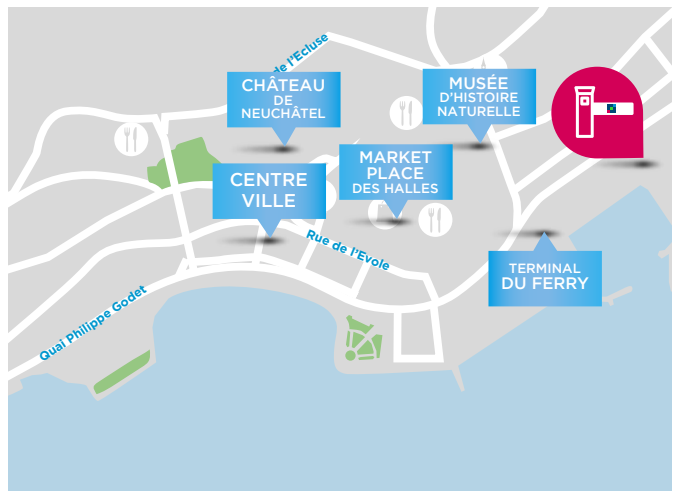 de l'Ecluse
CHÂTEAU
DE
NEUCHÂTEL
MUSÉE
D'HISTOIRE
NATURELLE
MARKET
PLACE
DES HALLES
CENTRE
VILLE
Rue de l'Evole
TERMINAL
DU FERRY
Quai Philippe Godet